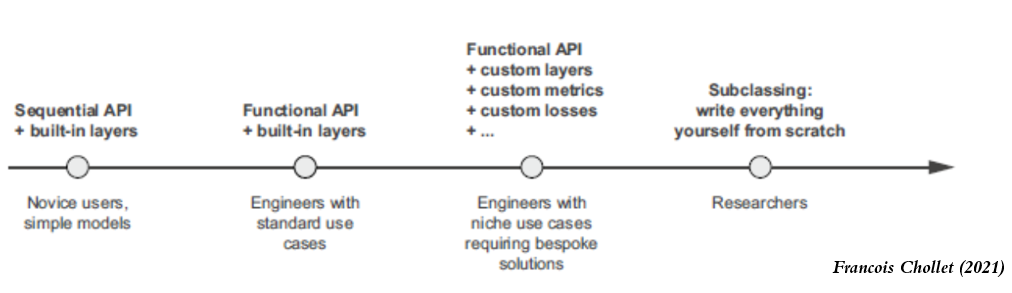 Sequential API
+ built-in layers
Functional API
+ built-in layers
Functional API
+ custom layers
+ custom metrics
+ custom losses
+ ...
Subclassing:
write everything
yourself from scratch
Novice users,
simple models
Engineers with
standard use
cases
Engineers with
niche use cases
requiring bespoke
solutions
Researchers
Francois Chollet (2021)